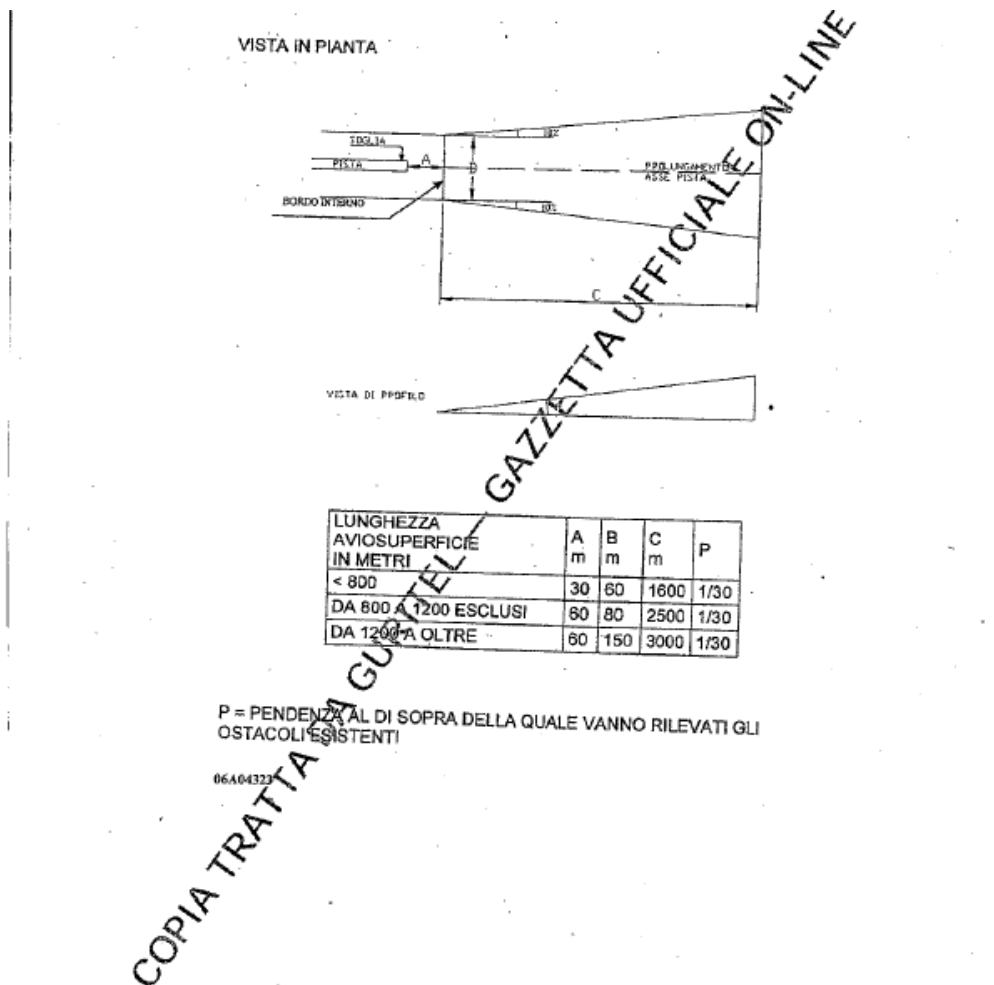 VISTA IN PIANTA
SOGLIA
PISTA
A
B
10%
PROLUNGAMENTO
ASSE PISTA
BORDO INTERNO
10%
C
VISTA DI PROFILO
LUNGHEZZA
AVIOSUPERFICIE
IN METRI
A
m
B
m
C
m
P
< 800 30 60 1600 1/30
DA 800 A 1200 ESCLUSI 60 80 2500 1/30
DA 1200 A OLTRE 60 150 3000 1/30
P = PENDENZA AL DI SOPRA DELLA QUALE VANNO RILEVATI GLI
OSTACOLI ESISTENTI
06A04323
COPIA TRATTA DA GURITEL — GAZZETTA UFFICIALE ON-LINE